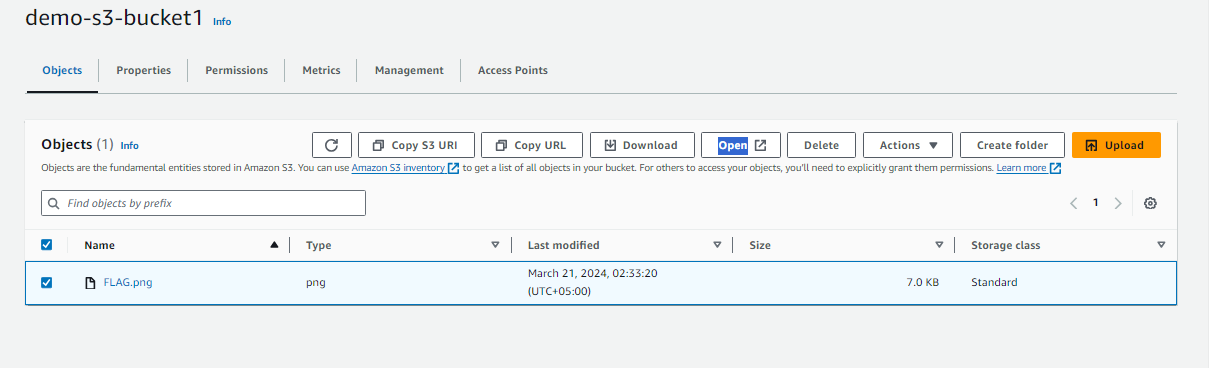 demo-s3-bucket1 Info
Objects Properties Permissions Metrics Management Access Points
Objects (1) Info Copy S3 URI Copy URL Download Open Delete Actions Create folder Upload
Objects are the fundamental entities stored in Amazon S3. You can use Amazon S3 inventory to get a list of all objects in your bucket. For others to access your objects, you'll need to explicitly grant them permissions. Learn more
Find objects by prefix 1
Name Type Last modified Size Storage class
FLAG.png png March 21, 2024, 02:33:20 (UTC+05:00) 7.0 KB Standard